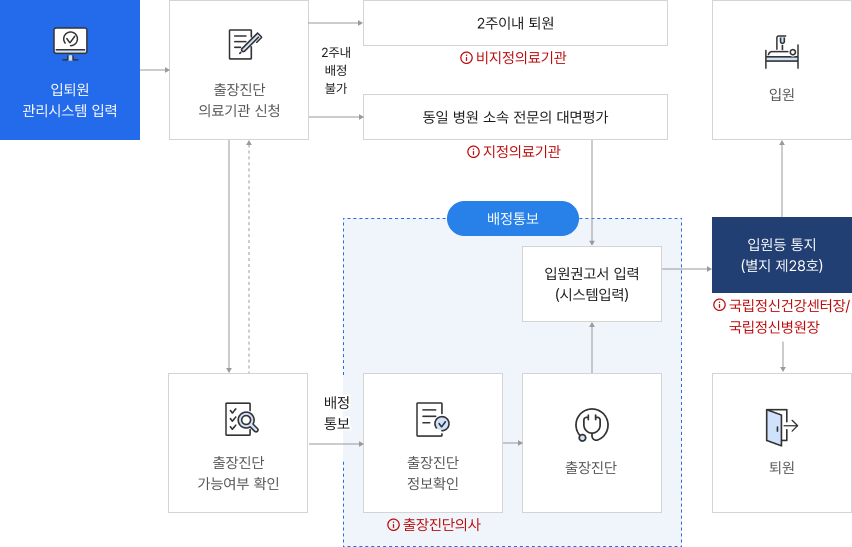 입퇴원
관리시스템 입력
출장진단
의료기관 신청
2주내
배정
불가
2주이내 퇴원
비지정의료기관
동일 병원 소속 전문의 대면평가
지정의료기관
입원
배정통보
입원권고서 입력
(시스템입력)
입원등 통지
(별지 제28호)
국립정신건강센터장/
국립정신병원장
출장진단
가능여부 확인
배정
통보
출장진단
정보확인
출장진단의사
출장진단
퇴원